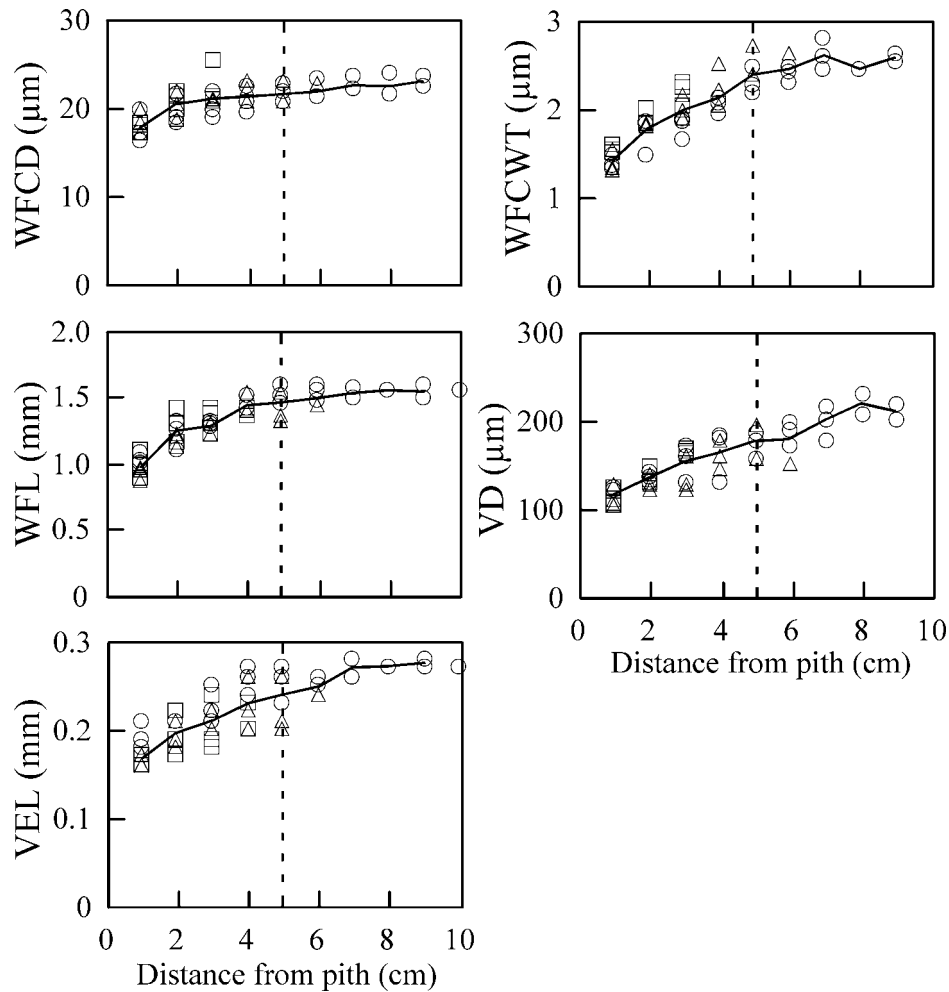 WFCD (μm)
30
20
10
0
WFCWT (μm)
3
2
1
0
WFL (mm)
2.0
1.5
1.0
0.5
0
VD (μm)
300
200
100
0
0 2 4 6 8 10
Distance from pith (cm)
VEL (mm)
0.3
0.2
0.1
0
0 2 4 6 8 10
Distance from pith (cm)